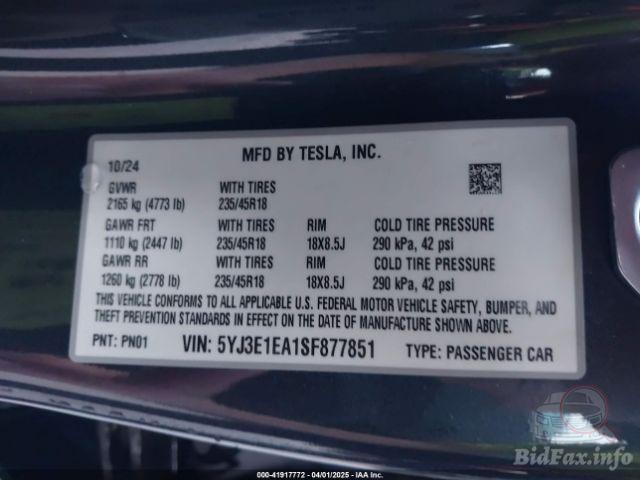 MFD BY TESLA, INC.
10/24
GVWR WITH TIRES
2165 kg (4773 lb) 235/45R18
GAWR FRT WITH TIRES RIM COLD TIRE PRESSURE
1110 kg (2447 lb) 235/45R18 18X8.5J 290 kPa, 42 psi
GAWR RR WITH TIRES RIM COLD TIRE PRESSURE
1260 kg (2778 lb) 235/45R18 18X8.5J 290 kPa, 42 psi
THIS VEHICLE CONFORMS TO ALL APPLICABLE U.S. FEDERAL MOTOR VEHICLE SAFETY, BUMPER, AND
THEFT PREVENTION STANDARDS IN EFFECT ON THE DATE OF MANUFACTURE SHOWN ABOVE.
PNT: PN01 VIN: 5YJ3E1EA1SF877851 TYPE: PASSENGER CAR
BidFax.info
000-41917772 - 04/01/2025 - IAA Inc.